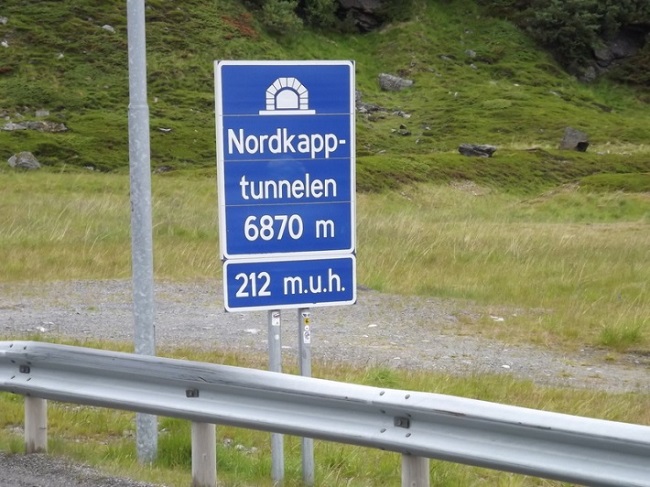 Nordkapp-
tunnelen
6870 m
212 m.u.h.